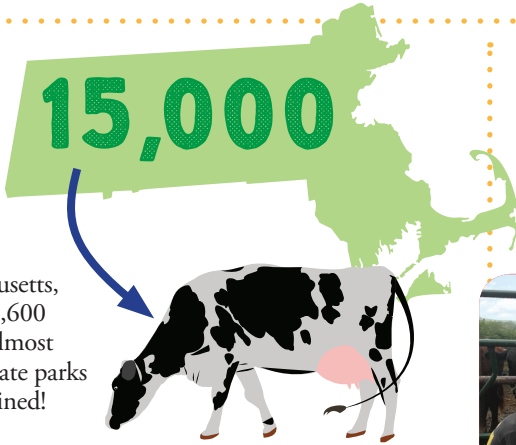 15,000
usetts,
,600
lmost
ate parks
ined!